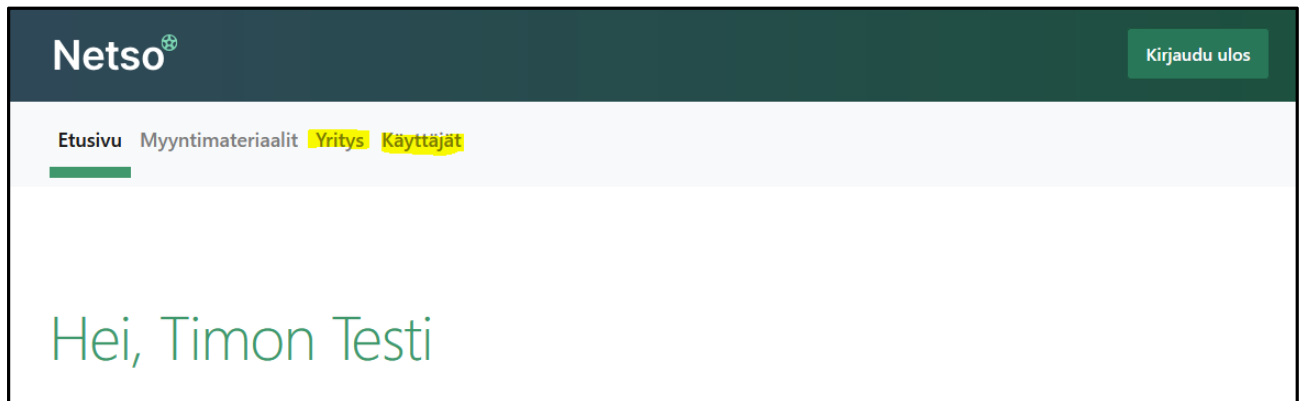 Netso
Kirjaudu ulos
Etusivu Myyntimateriaalit Yritys Käyttäjät
Hei, Timon Testi